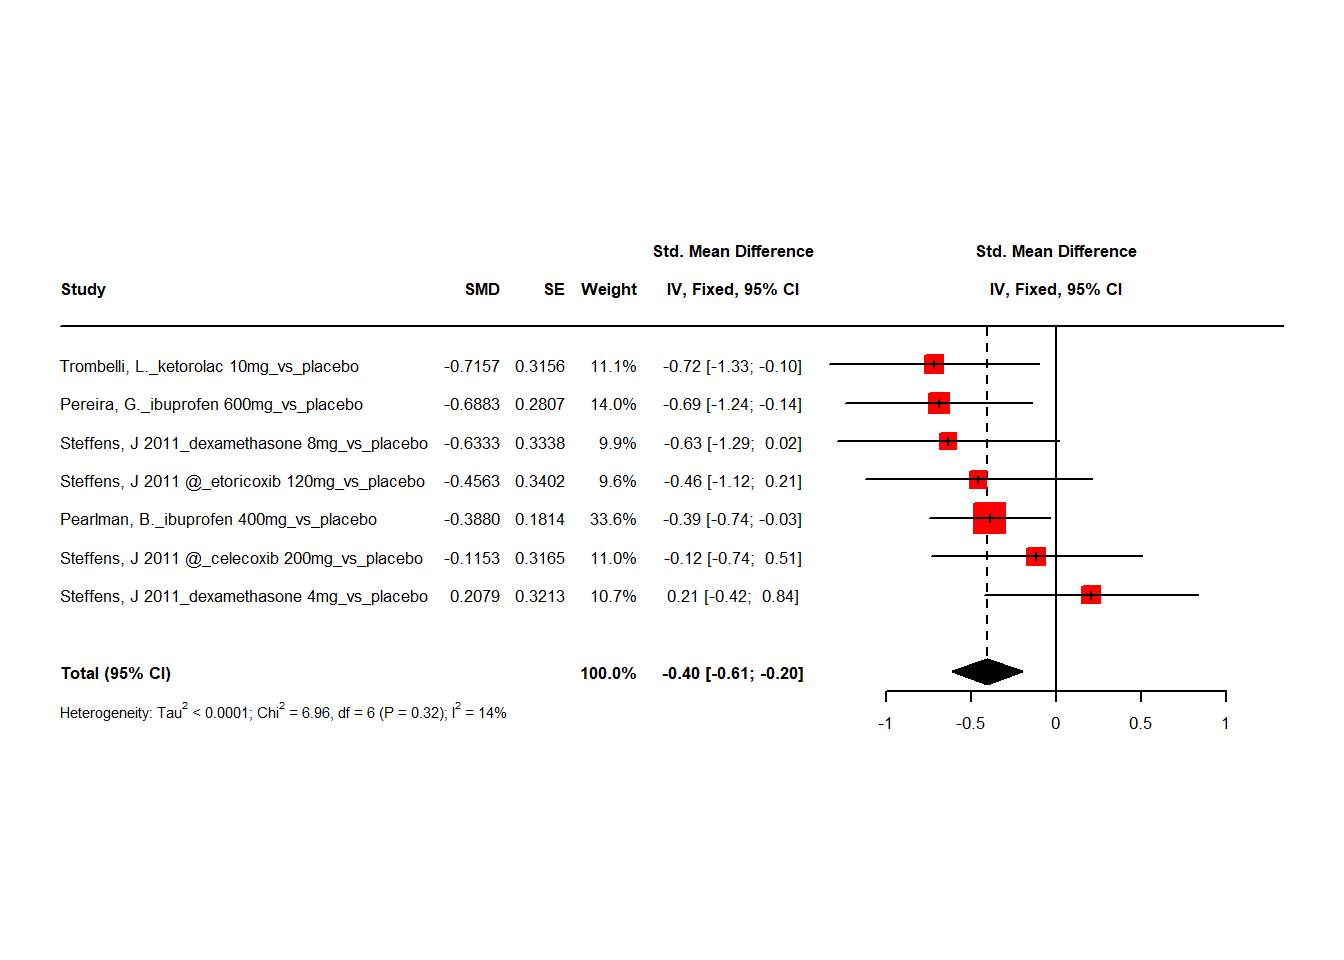 Std. Mean Difference Std. Mean Difference
Study SMD SE Weight IV, Fixed, 95% CI IV, Fixed, 95% CI
Trombelli, L._ketorolac 10mg_vs_placebo -0.7157 0.3156 11.1% -0.72 [-1.33; -0.10]
Pereira, G._ibuprofen 600mg_vs_placebo -0.6883 0.2807 14.0% -0.69 [-1.24; -0.14]
Steffens, J 2011_dexamethasone 8mg_vs_placebo -0.6333 0.3338 9.9% -0.63 [-1.29; 0.02]
Steffens, J 2011 @_etoricoxib 120mg_vs_placebo -0.4563 0.3402 9.6% -0.46 [-1.12; 0.21]
Pearlman, B._ibuprofen 400mg_vs_placebo -0.3880 0.1814 33.6% -0.39 [-0.74; -0.03]
Steffens, J 2011 @_celecoxib 200mg_vs_placebo -0.1153 0.3165 11.0% -0.12 [-0.74; 0.51]
Steffens, J 2011_dexamethasone 4mg_vs_placebo 0.2079 0.3213 10.7% 0.21 [-0.42; 0.84]
Total (95% CI) 100.0% -0.40 [-0.61; -0.20]
Heterogeneity: Tau² < 0.0001; Chi² = 6.96, df = 6 (P = 0.32); I² = 14%
-1 -0.5 0 0.5 1